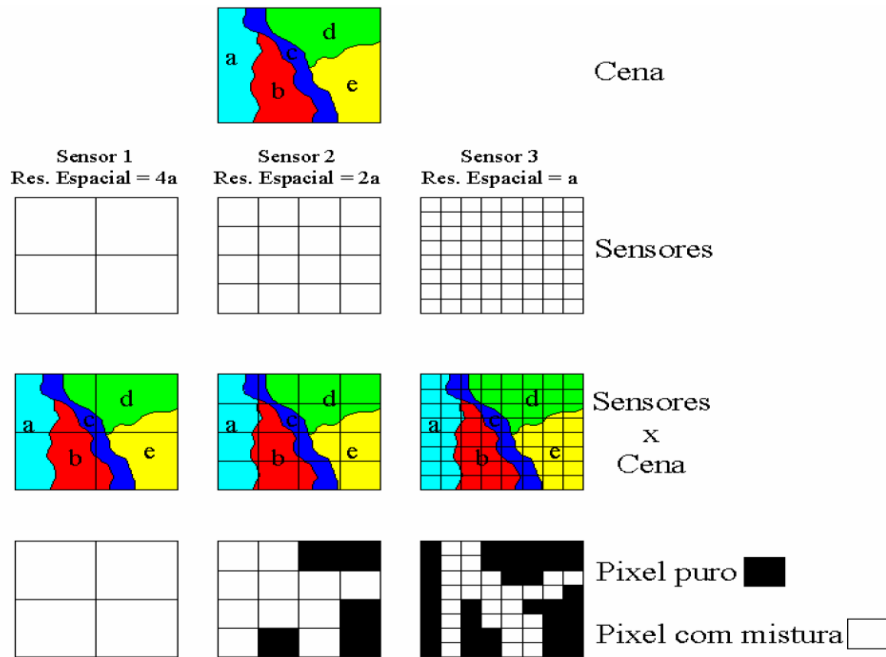 d
a
c
b
e
Cena
Sensor 1
Res. Espacial = 4a
Sensor 2
Res. Espacial = 2a
Sensor 3
Res. Espacial = a
Sensores
d
a
c
b
e
d
a
c
b
e
d
a
c
b
e
Sensores
x
Cena
Pixel puro
Pixel com mistura